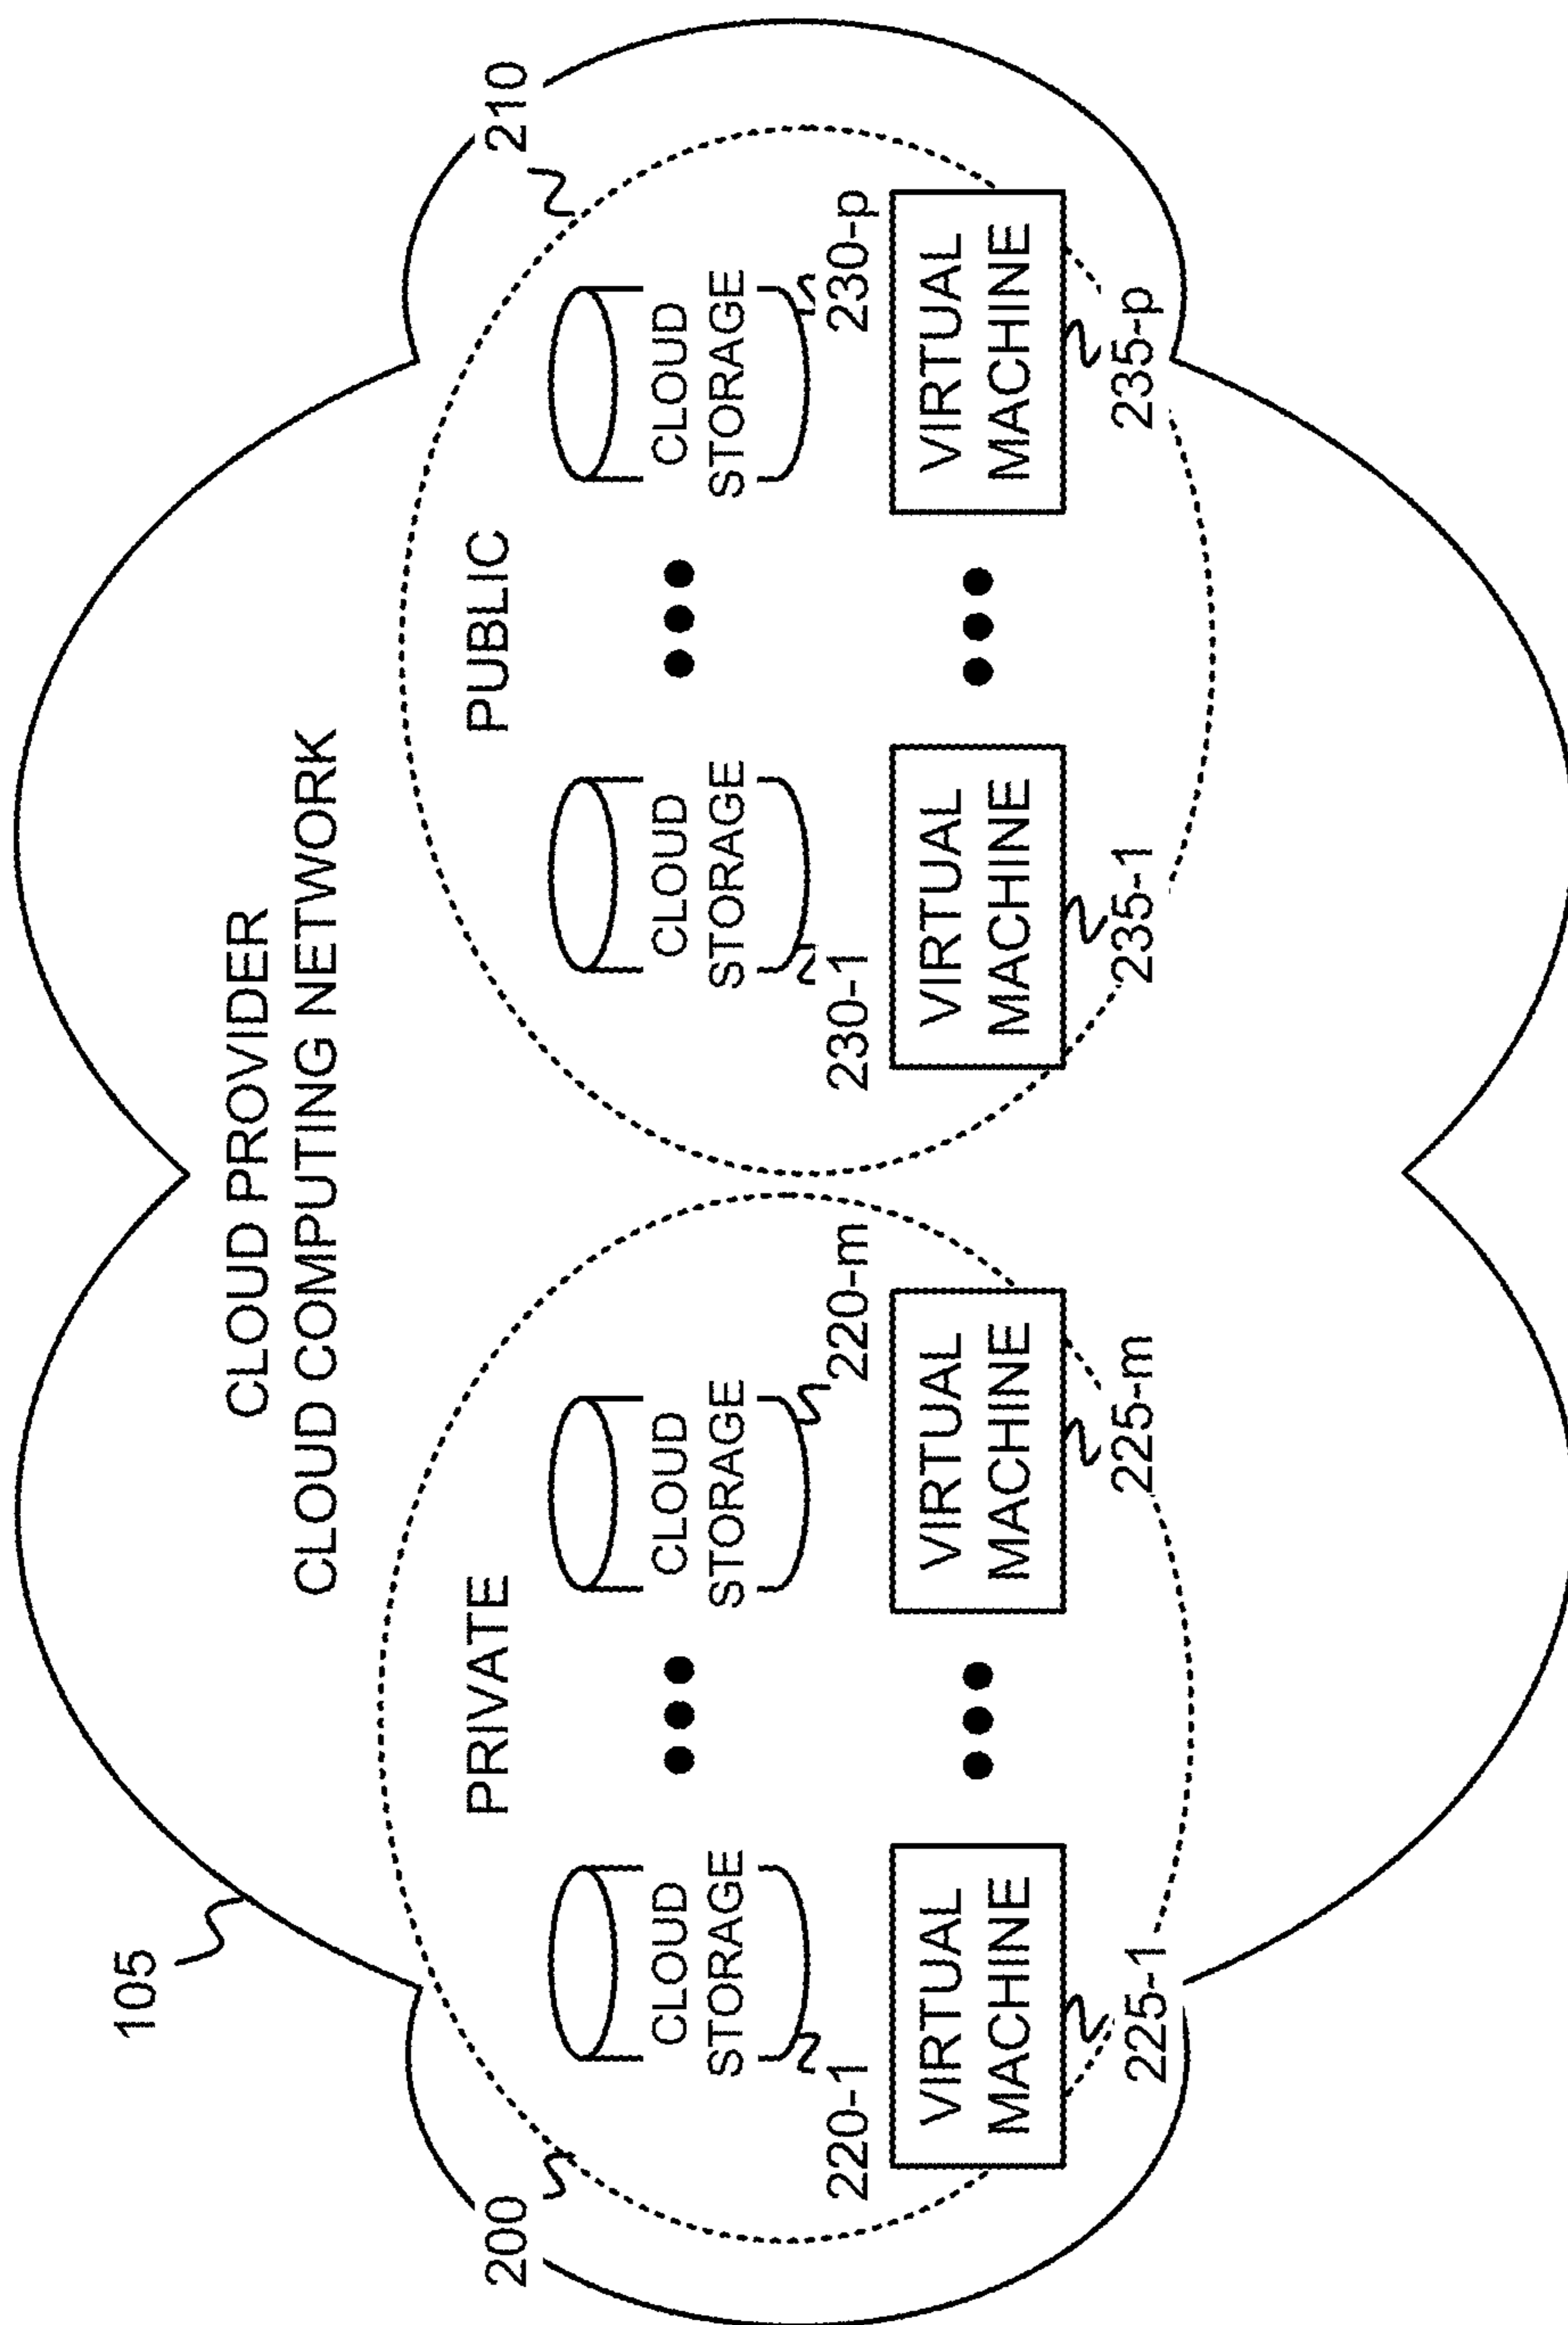 105
CLOUD PROVIDER
CLOUD COMPUTING NETWORK
200
PRIVATE
PUBLIC
210
CLOUD
STORAGE
CLOUD
STORAGE
CLOUD
STORAGE
CLOUD
STORAGE
220-1
220-m
230-1
230-p
VIRTUAL
MACHINE
VIRTUAL
MACHINE
VIRTUAL
MACHINE
VIRTUAL
MACHINE
225-1
225-m
235-1
235-p